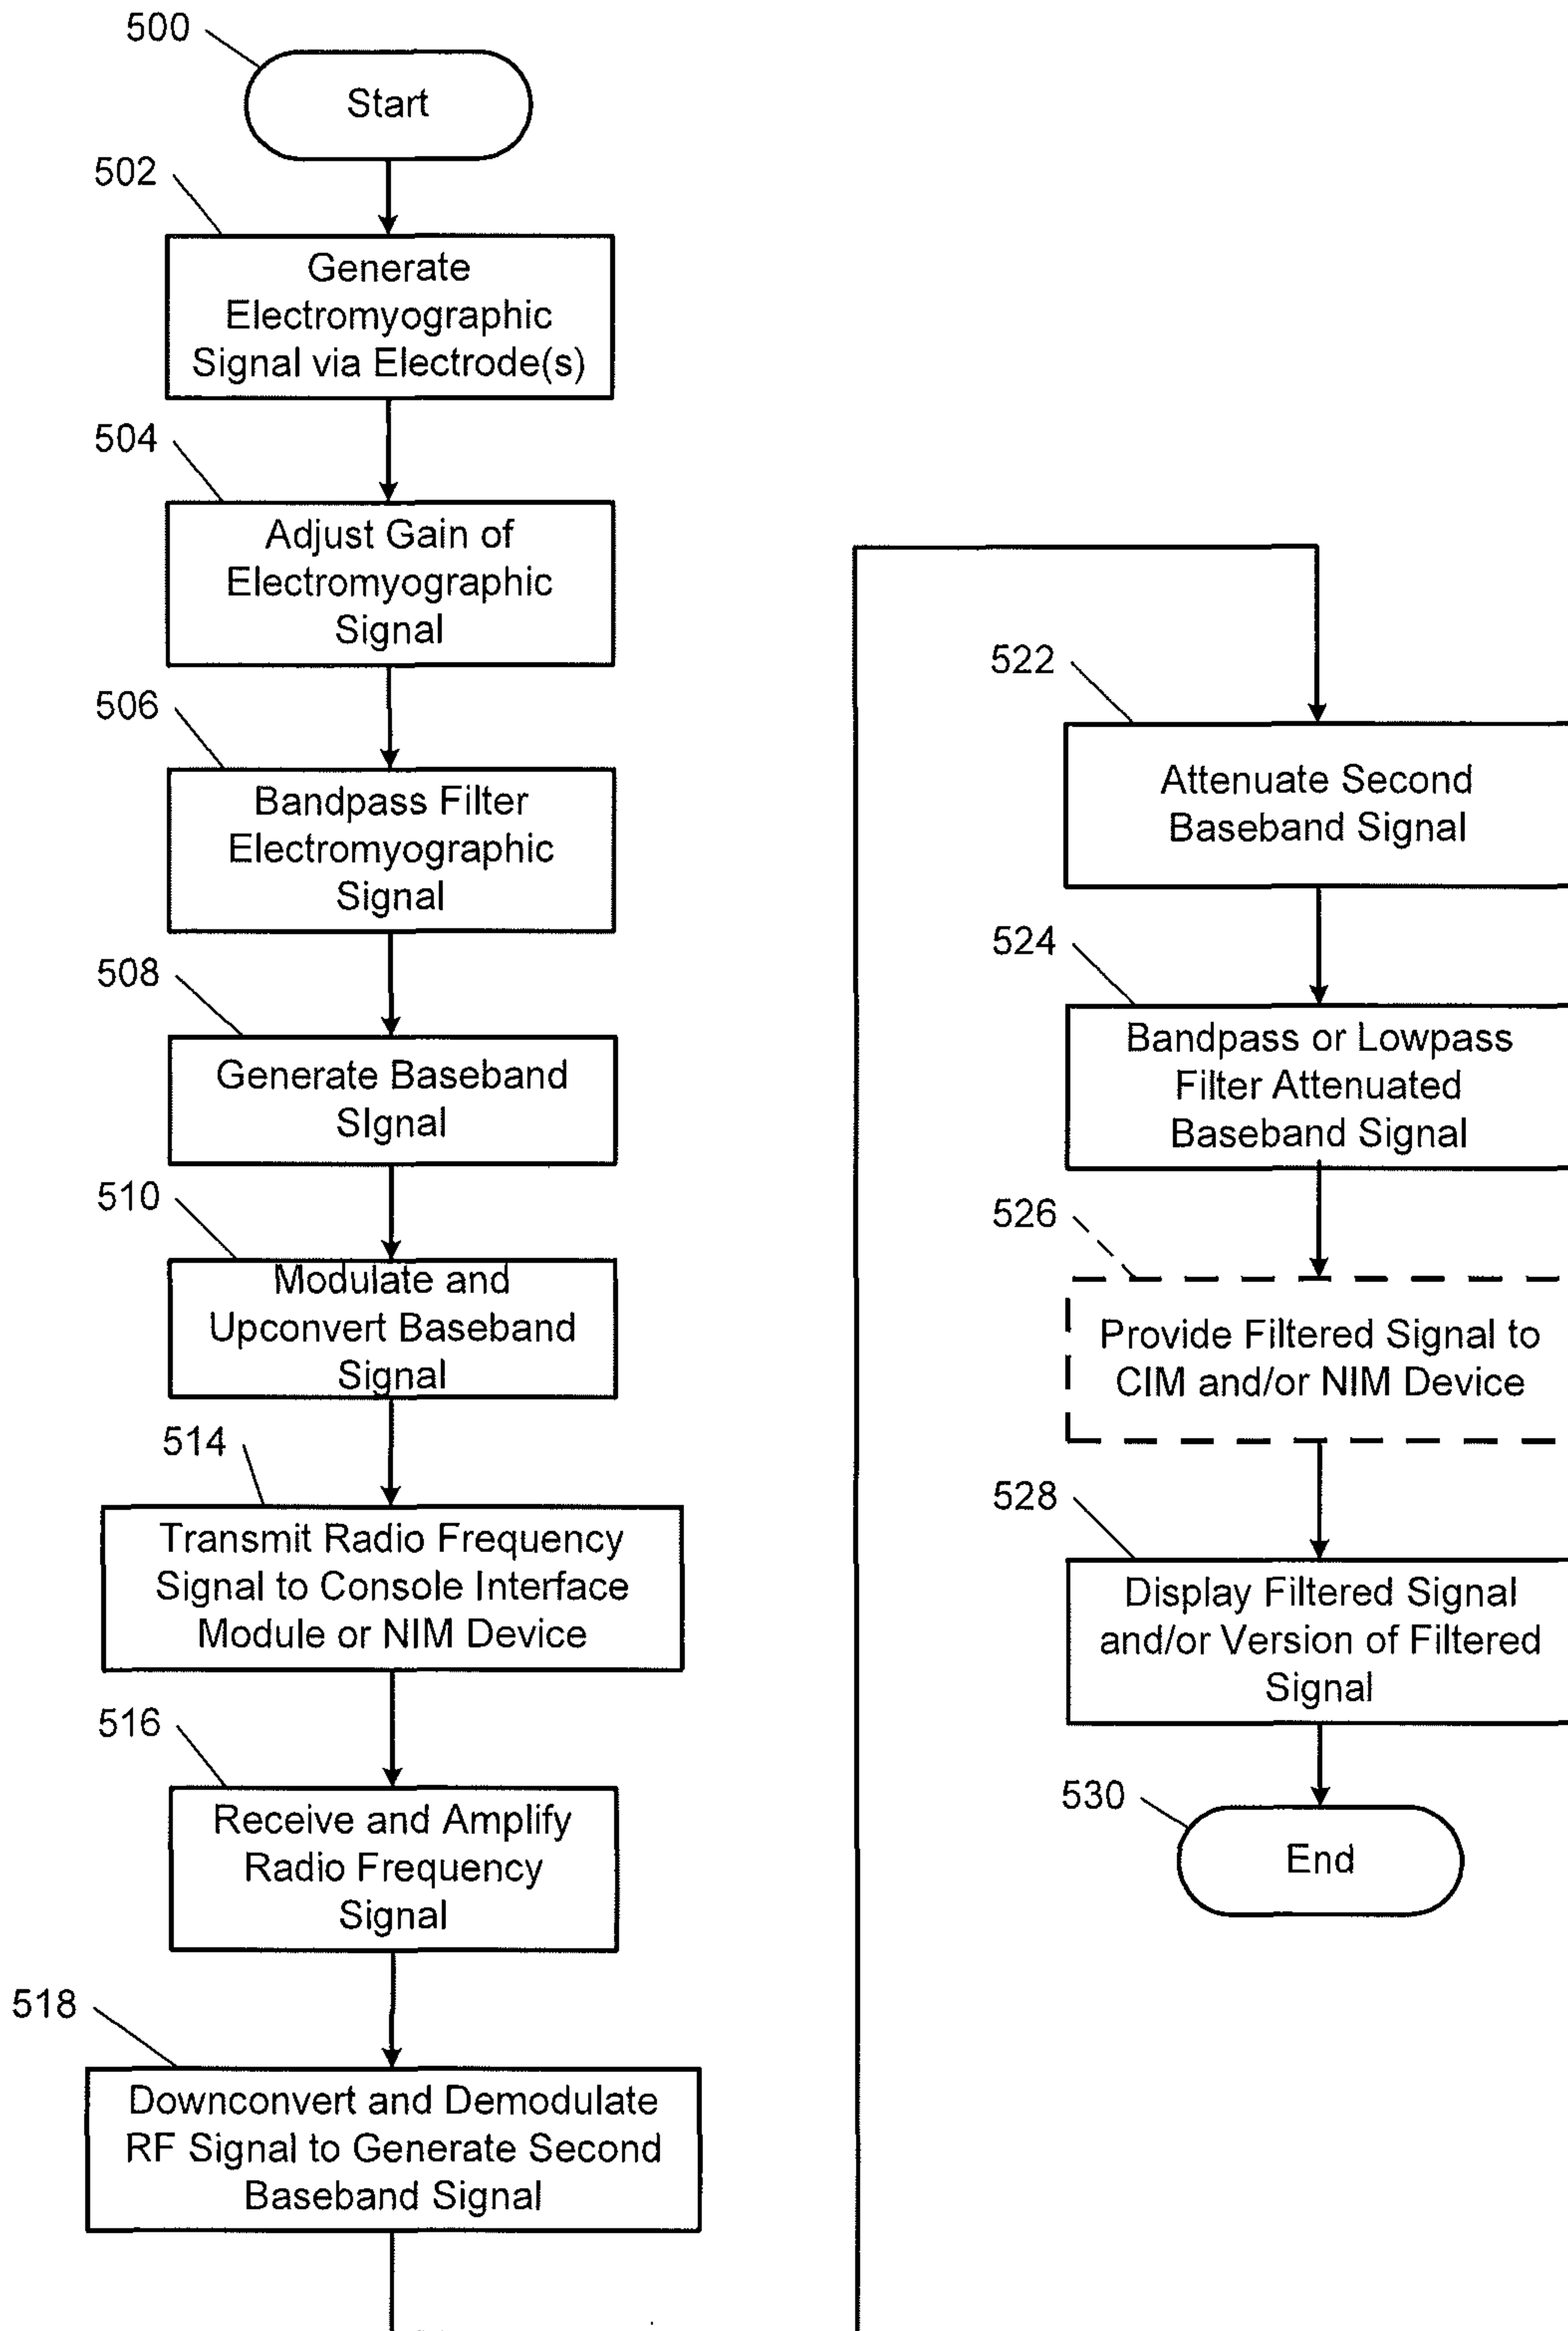 500
Start
502
Generate
Electromyographic
Signal via Electrode(s)
504
Adjust Gain of
Electromyographic
Signal
506
Bandpass Filter
Electromyographic
Signal
508
Generate Baseband
SIgnal
510
Modulate and
Upconvert Baseband
Signal
514
Transmit Radio Frequency
Signal to Console Interface
Module or NIM Device
516
Receive and Amplify
Radio Frequency
Signal
518
Downconvert and Demodulate
RF Signal to Generate Second
Baseband Signal
522
Attenuate Second
Baseband Signal
524
Bandpass or Lowpass
Filter Attenuated
Baseband Signal
526
Provide Filtered Signal to
CIM and/or NIM Device
528
Display Filtered Signal
and/or Version of Filtered
Signal
530
End